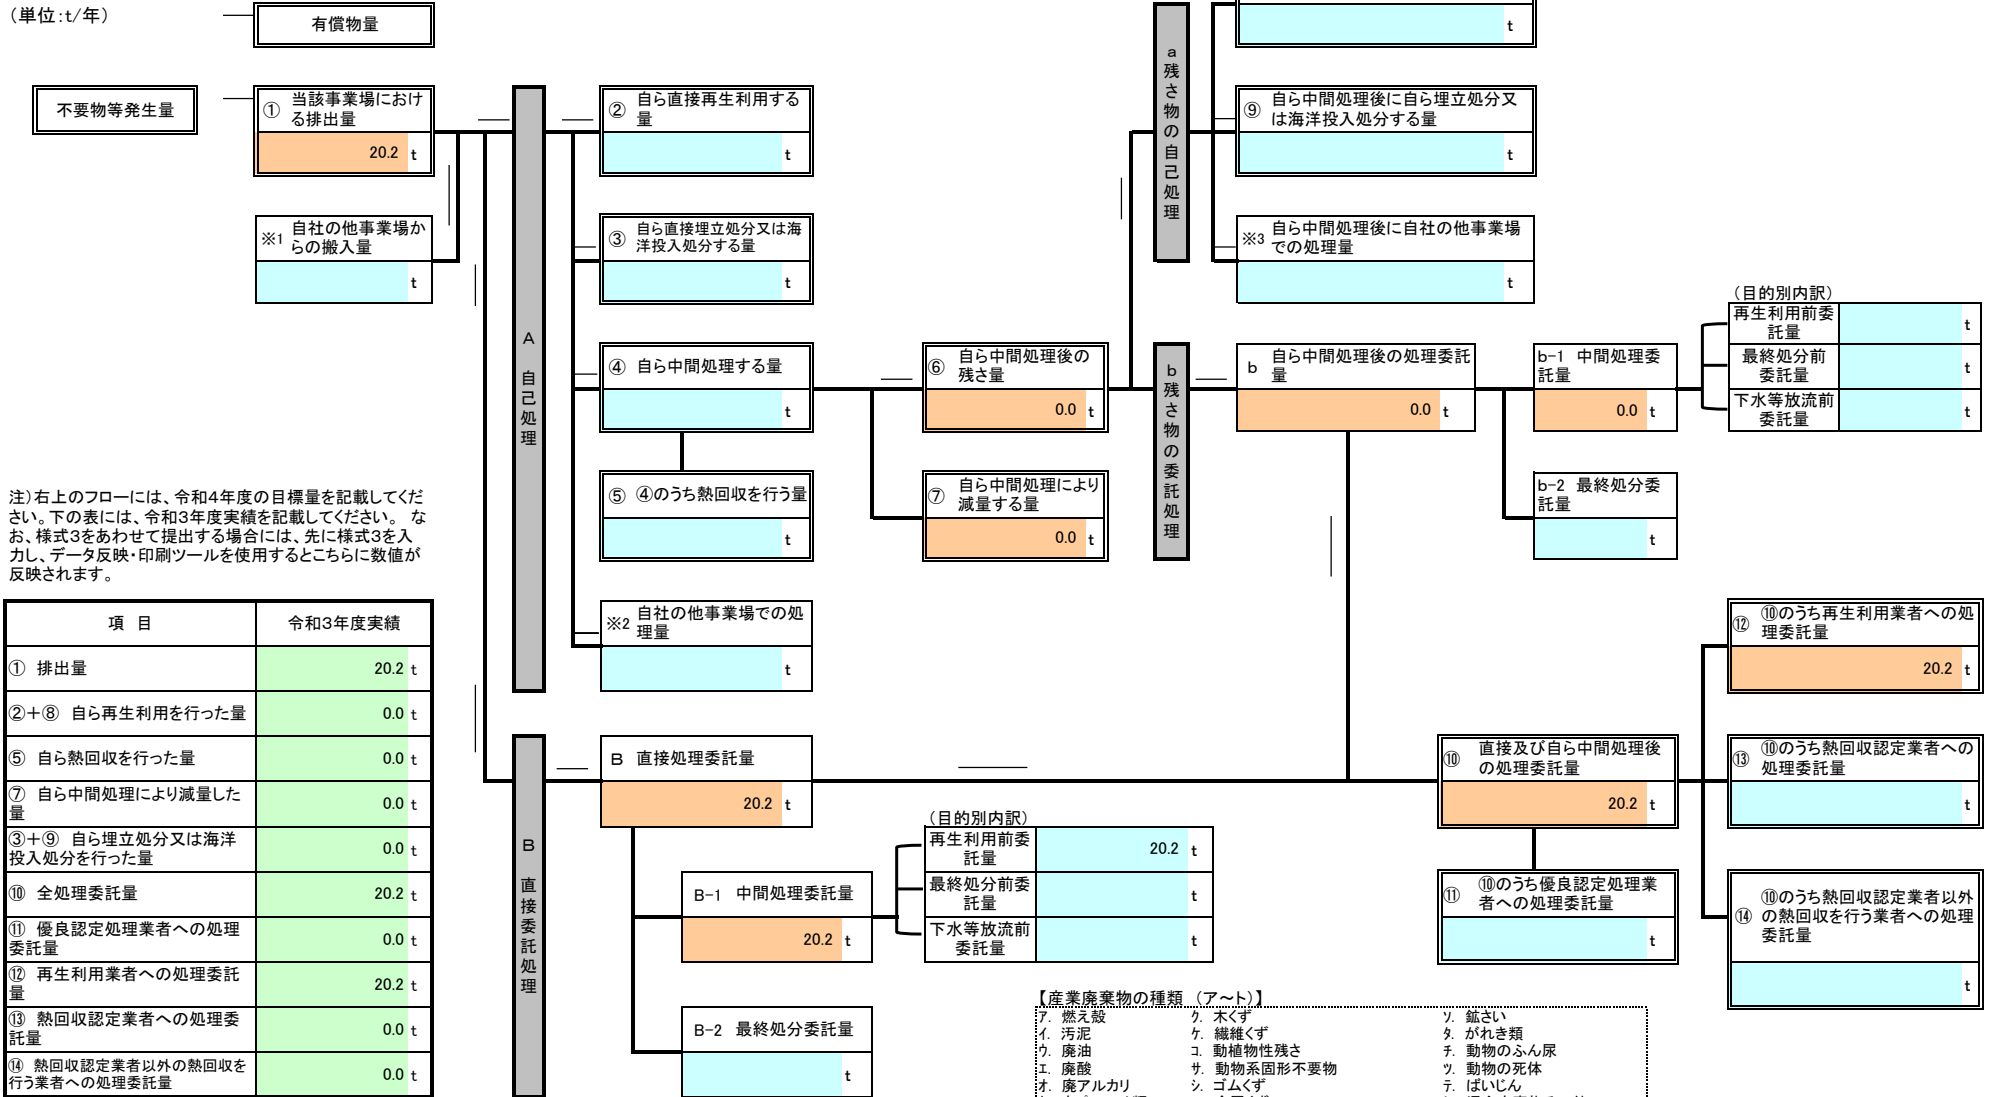 （単位：t/年）
有償物量
不要物等発生量
① 当該事業場におけ
る排出量
20.2 t
※1 自社の他事業場か
らの搬入量
t
A 自己処理
② 自ら直接再生利用する
量
t
③ 自ら直接埋立処分又は海
洋投入処分する量
t
④ 自ら中間処理する量
t
⑤ ④のうち熱回収を行う量
t
※2 自社の他事業場での処
理量
t
⑥ 自ら中間処理後の
残さ量
0.0 t
⑦ 自ら中間処理により
減量する量
0.0 t
a 残さ物の自己処理
t
⑨ 自ら中間処理後に自ら埋立処分又
は海洋投入処分する量
t
※3 自ら中間処理後に自社の他事業場
での処理量
t
b 残さ物の委託処理
b 自ら中間処理後の処理委託
量
0.0 t
b-1 中間処理委
託量
0.0 t
b-2 最終処分委
託量
t
（目的別内訳）
再生利用前委
託量
t
最終処分前
委託量
t
下水等放流前
委託量
t
注）右上のフローには、令和４年度の目標量を記載してくだ
さい。下の表には、令和３年度実績を記載してください。 な
お、様式３をあわせて提出する場合には、先に様式３を入
力し、データ反映・印刷ツールを使用するとこちらに数値が
反映されます。
項 目 令和３年度実績
① 排出量 20.2 t
②＋⑧ 自ら再生利用を行った量 0.0 t
⑤ 自ら熱回収を行った量 0.0 t
⑦ 自ら中間処理により減量した
量 0.0 t
③＋⑨ 自ら埋立処分又は海洋
投入処分を行った量 0.0 t
⑩ 全処理委託量 20.2 t
⑪ 優良認定処理業者への処理
委託量 0.0 t
⑫ 再生利用業者への処理委託
量 20.2 t
⑬ 熱回収認定業者への処理委
託量 0.0 t
⑭ 熱回収認定業者以外の熱回収を
行う業者への処理委託量 0.0 t
B 直接委託処理
B 直接処理委託量
20.2 t
B-1 中間処理委託量
20.2 t
B-2 最終処分委託量
t
（目的別内訳）
再生利用前委
託量
20.2 t
最終処分前委
託量
t
下水等放流前
委託量
t
⑩ 直接及び自ら中間処理後
の処理委託量
20.2 t
⑪ ⑩のうち優良認定処理業
者への処理委託量
t
⑫ ⑩のうち再生利用業者への処
理委託量
20.2 t
⑬ ⑩のうち熱回収認定業者への
処理委託量
t
⑭ ⑩のうち熱回収認定業者以外
の熱回収を行う業者への処理
委託量
t
【産業廃棄物の種類 （ア～ト）】
ｱ. 燃え殻 ｸ. 木くず ｿ. 鉱さい
ｲ. 汚泥 ｹ. 繊維くず ﾀ. がれき類
ｳ. 廃油 ｺ. 動植物性残さ ﾁ. 動物のふん尿
ｴ. 廃酸 ｻ. 動物系固形不要物 ﾂ. 動物の死体
ｵ. 廃アルカリ ｼ. ゴムくず ﾃ. ばいじん